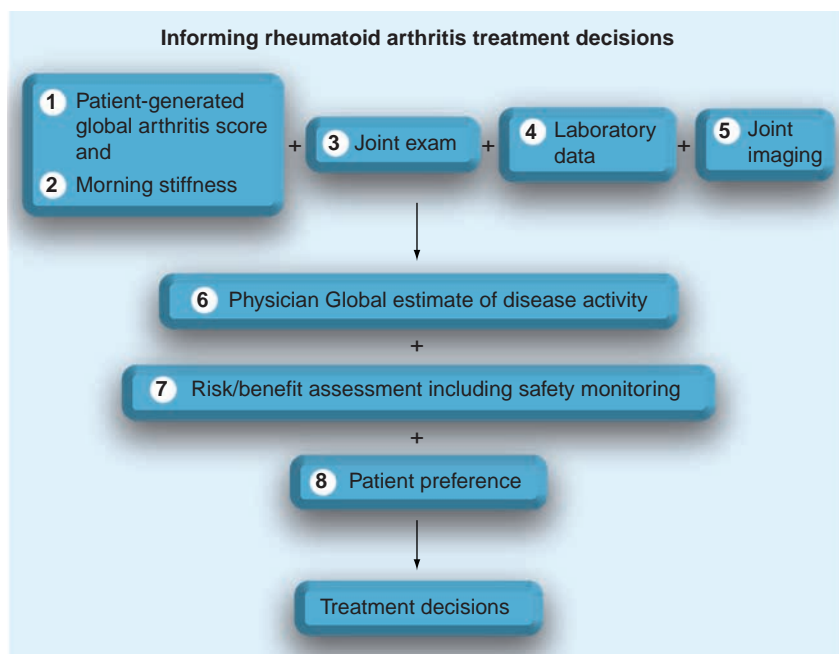 Informing rheumatoid arthritis treatment decisions
1 Patient-generated
global arthritis score
and
2 Morning stiffness
+
3 Joint exam
+
4 Laboratory
data
+
5 Joint
imaging
6 Physician Global estimate of disease activity
+
7 Risk/benefit assessment including safety monitoring
+
8 Patient preference
Treatment decisions